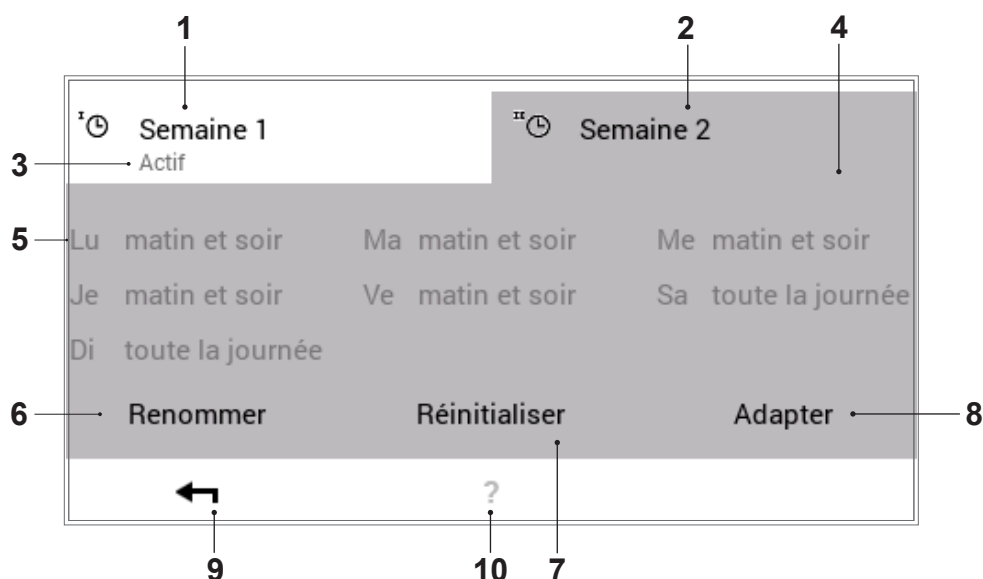 1 2 4
I Semaine 1 II Semaine 2
3 Actif
5 Lu matin et soir Ma matin et soir Me matin et soir
Je matin et soir Ve matin et soir Sa toute la journée
Di toute la journée
6 Renommer Réinitialiser Adapter 8
?
9 10 7